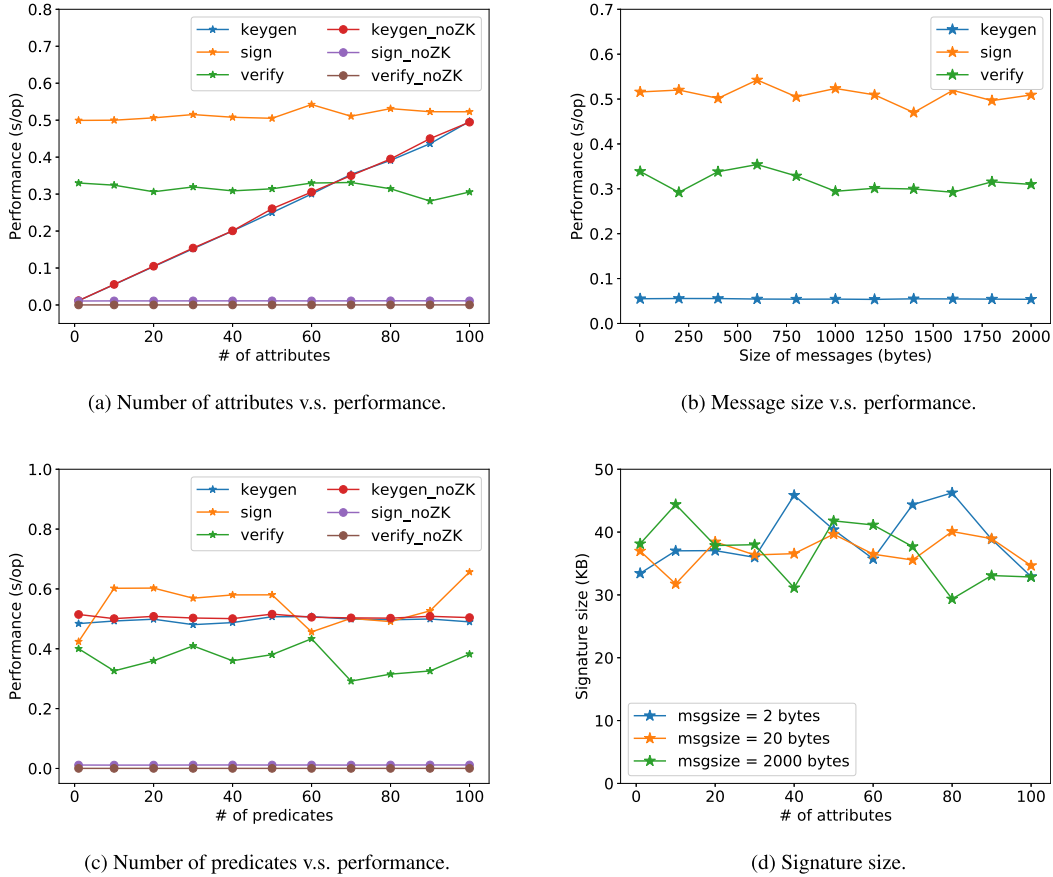 0.8
0.7
0.6
0.5
0.4
0.3
0.2
0.1
0.0
Performance (s/op)
keygen
sign
verify
keygen_noZK
sign_noZK
verify_noZK
0 20 40 60 80 100
# of attributes
(a) Number of attributes v.s. performance.
0.7
0.6
0.5
0.4
0.3
0.2
0.1
0.0
Performance (s/op)
keygen
sign
verify
0 250 500 750 1000 1250 1500 1750 2000
Size of messages (bytes)
(b) Message size v.s. performance.
1.0
0.8
0.6
0.4
0.2
0.0
Performance (s/op)
keygen
sign
verify
keygen_noZK
sign_noZK
verify_noZK
0 20 40 60 80 100
# of predicates
(c) Number of predicates v.s. performance.
50
40
30
20
10
0
Signature size (KB)
msgsize = 2 bytes
msgsize = 20 bytes
msgsize = 2000 bytes
0 20 40 60 80 100
# of attributes
(d) Signature size.